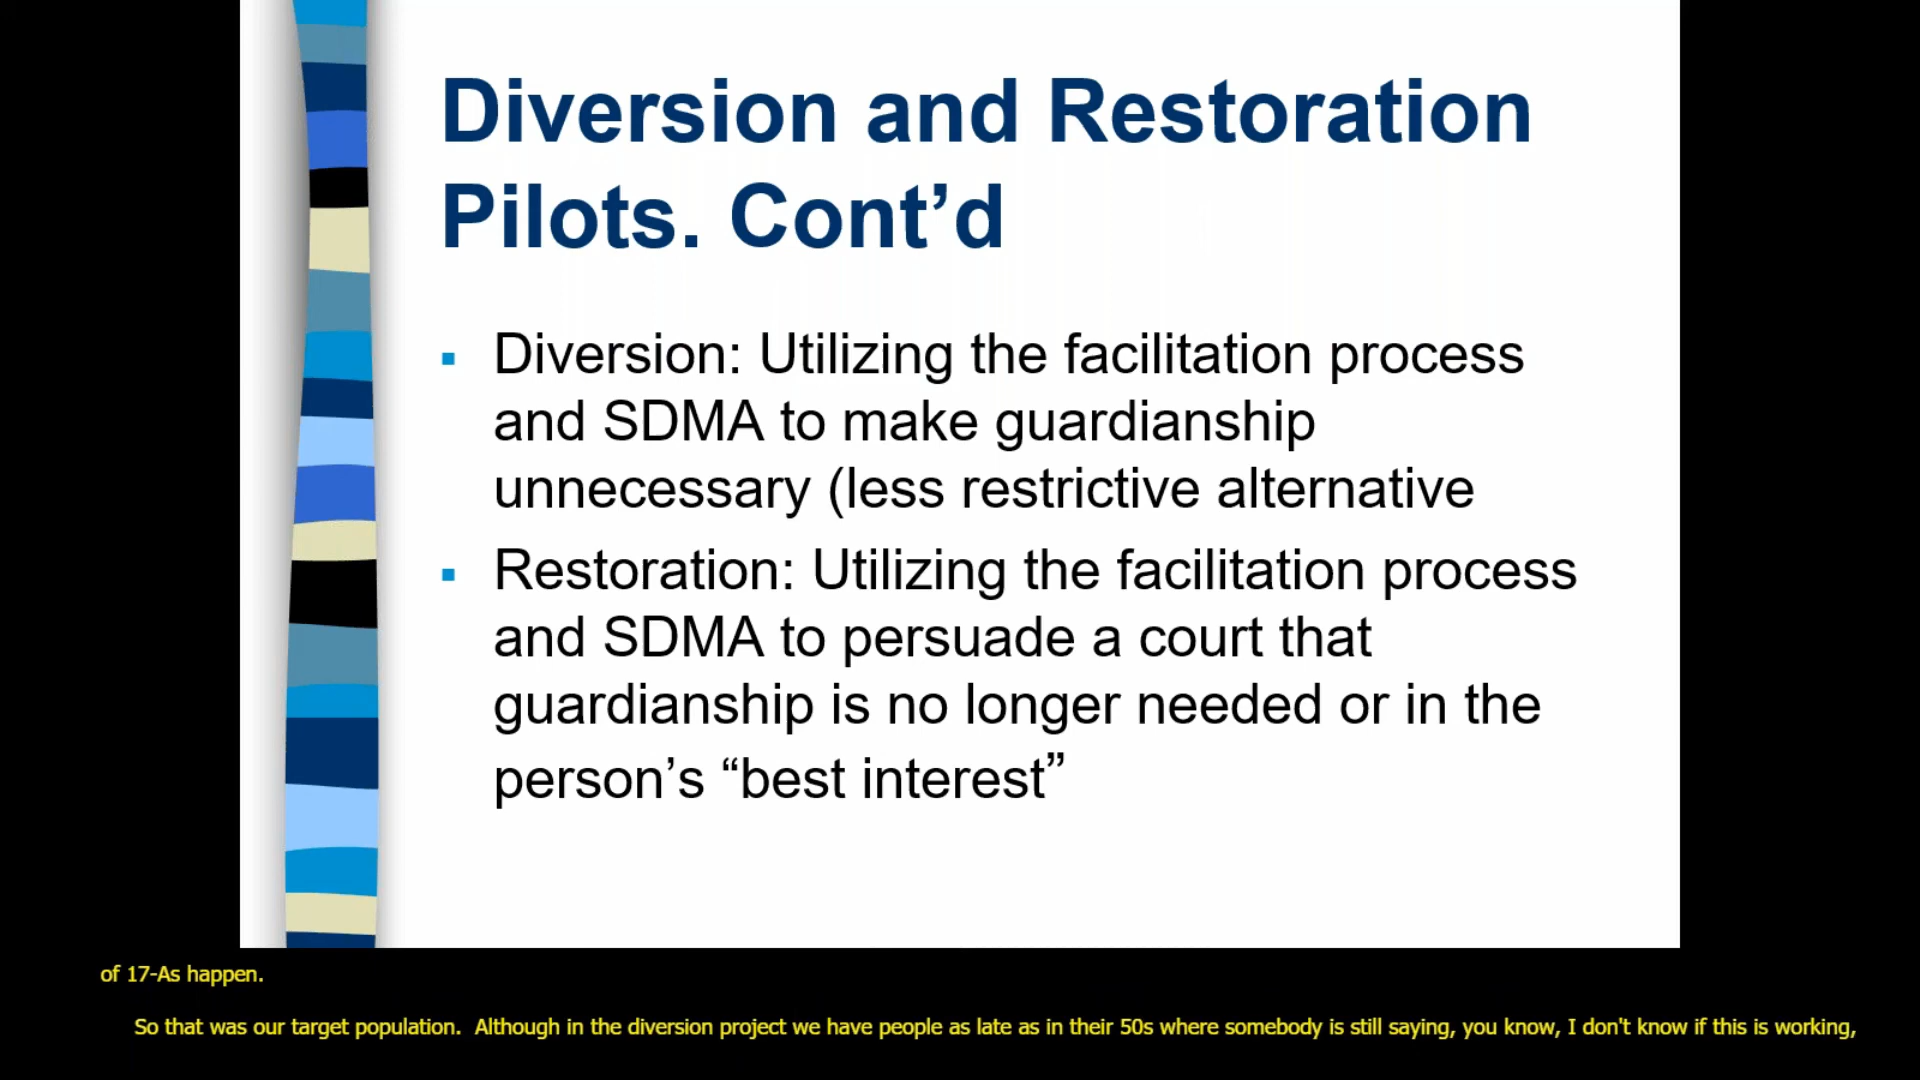 Diversion and Restoration
Pilots. Cont’d
▪ Diversion: Utilizing the facilitation process
and SDMA to make guardianship
unnecessary (less restrictive alternative
▪ Restoration: Utilizing the facilitation process
and SDMA to persuade a court that
guardianship is no longer needed or in the
person’s “best interest”
of 17-As happen.
So that was our target population.  Although in the diversion project we have people as late as in their 50s where somebody is still saying, you know, I don't know if this is working,